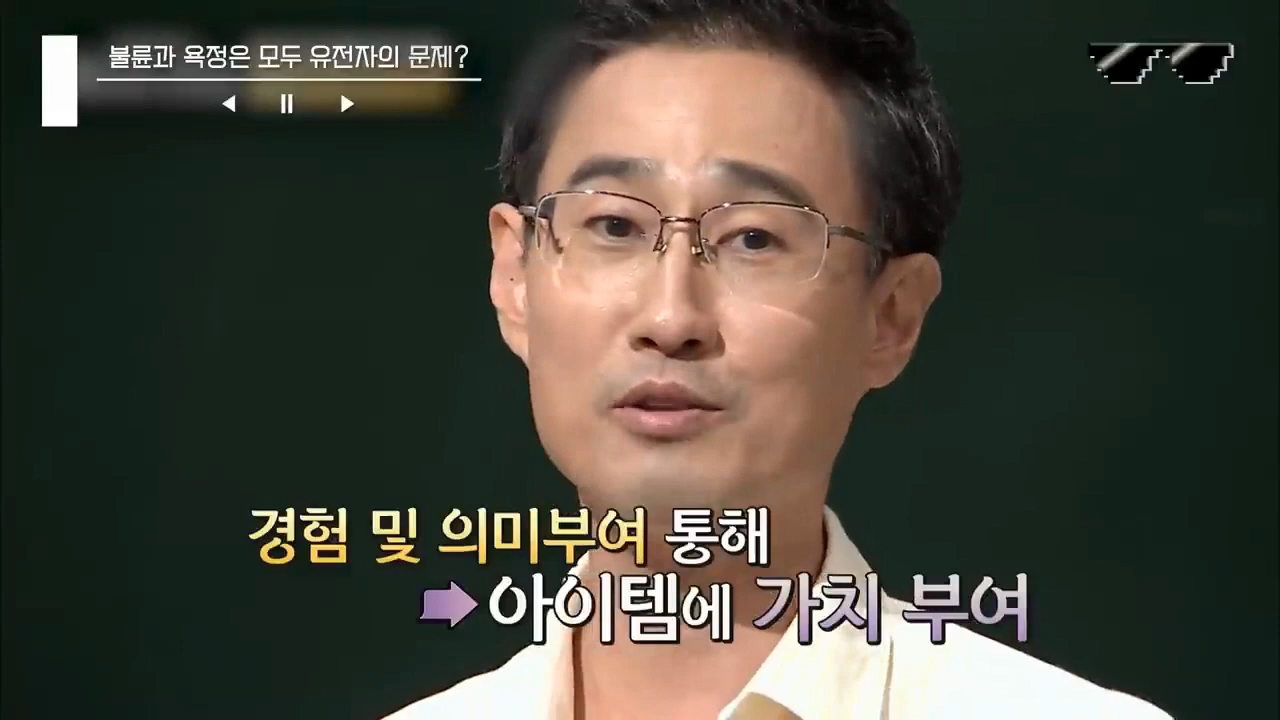 불륜과 욕정은 모두 유전자의 문제?
경험 및 의미부여 통해
아이템에 가치 부여